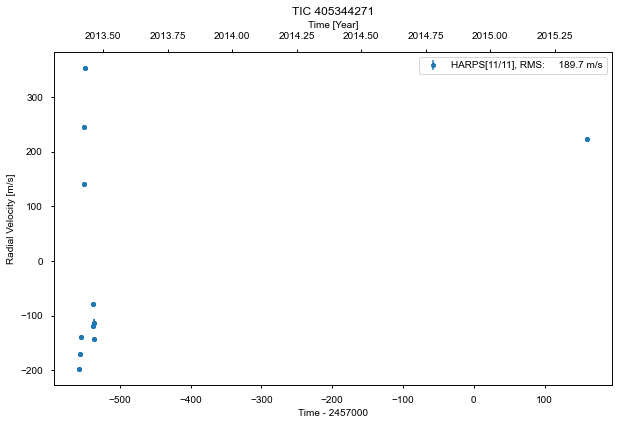 TIC 405344271
Time [Year]
2013.50 2013.75 2014.00 2014.25 2014.50 2014.75 2015.00 2015.25
HARPS[11/11], RMS: 189.7 m/s
Radial Velocity [m/s]
300
200
100
0
−100
−200
−500 −400 −300 −200 −100 0 100
Time - 2457000